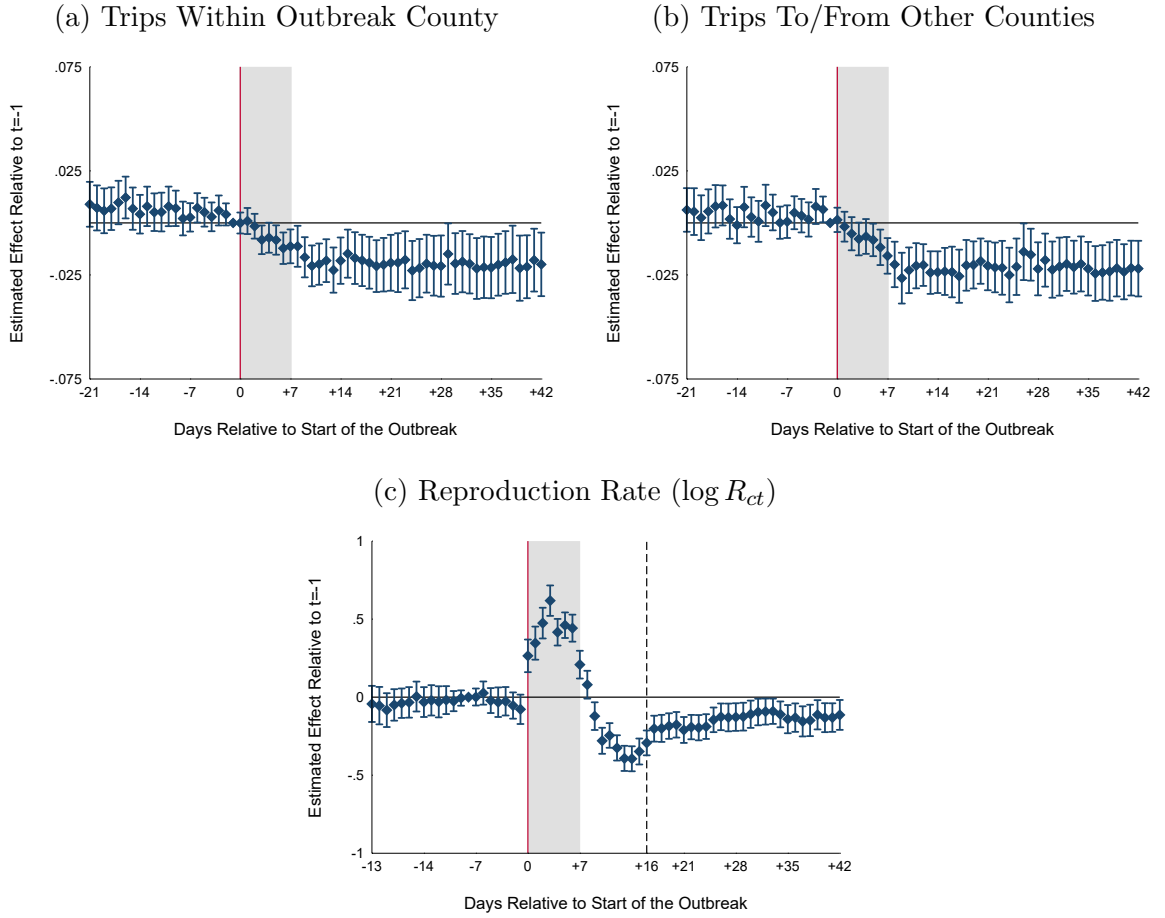 (a) Trips Within Outbreak County
.075
.025
0
-.025
-.075
Estimated Effect Relative to t=-1
-21 -14 -7 0 +7 +14 +21 +28 +35 +42
Days Relative to Start of the Outbreak
(b) Trips To/From Other Counties
.075
.025
0
-.025
-.075
Estimated Effect Relative to t=-1
-21 -14 -7 0 +7 +14 +21 +28 +35 +42
Days Relative to Start of the Outbreak
(c) Reproduction Rate (log R_{ct})
1
.5
0
-.5
-1
Estimated Effect Relative to t=-1
-13 -14 -7 0 +7 +16 +21 +28 +35 +42
Days Relative to Start of the Outbreak